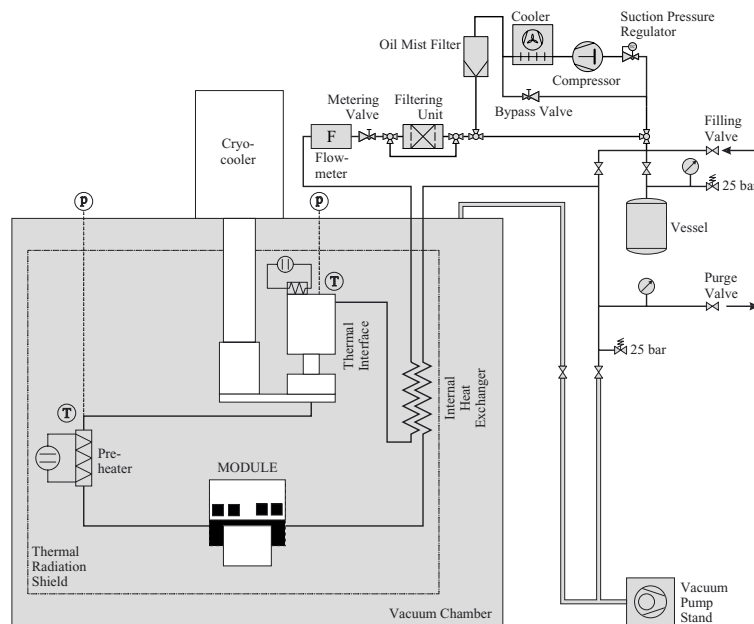 Cooler
Suction Pressure
Regulator
Oil Mist Filter
Compressor
Metering
Valve
Filtering
Unit
Bypass Valve
Filling
Valve
Cryo-
cooler
F
Flow-
meter
25 bar
p
p
Vessel
T
Purge
Valve
Thermal
Interface
25 bar
Internal
Heat
Exchanger
T
Pre-
heater
MODULE
Thermal
Radiation
Shield
Vacuum Chamber
Vacuum
Pump
Stand